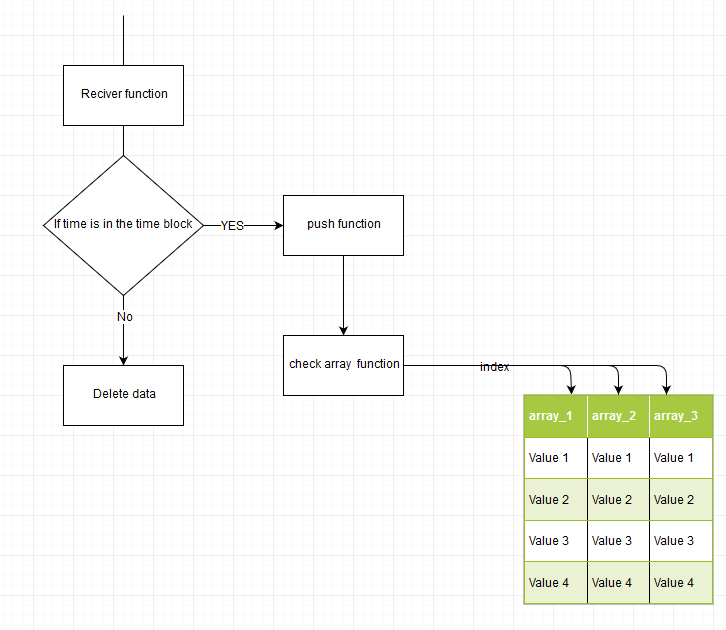 Reciver function
If time is in the time block
YES
push function
No
check array function
index
Delete data
array_1 array_2 array_3
Value 1 Value 1 Value 1
Value 2 Value 2 Value 2
Value 3 Value 3 Value 3
Value 4 Value 4 Value 4